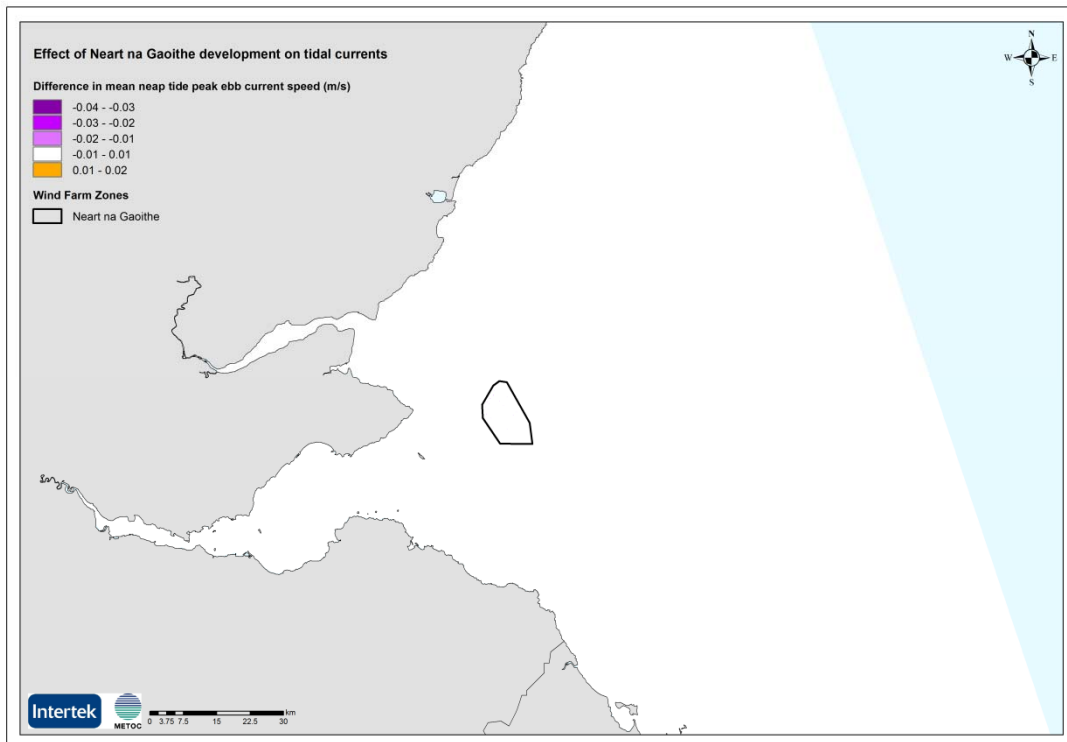 Effect of Neart na Gaoithe development on tidal currents
Difference in mean neap tide peak ebb current speed (m/s)
-0.04 - -0.03
-0.03 - -0.02
-0.02 - -0.01
-0.01 - 0.01
0.01 - 0.02
Wind Farm Zones
Neart na Gaoithe
N
W E
S
Intertek
METOC
km
0 3.75 7.5 15 22.5 30